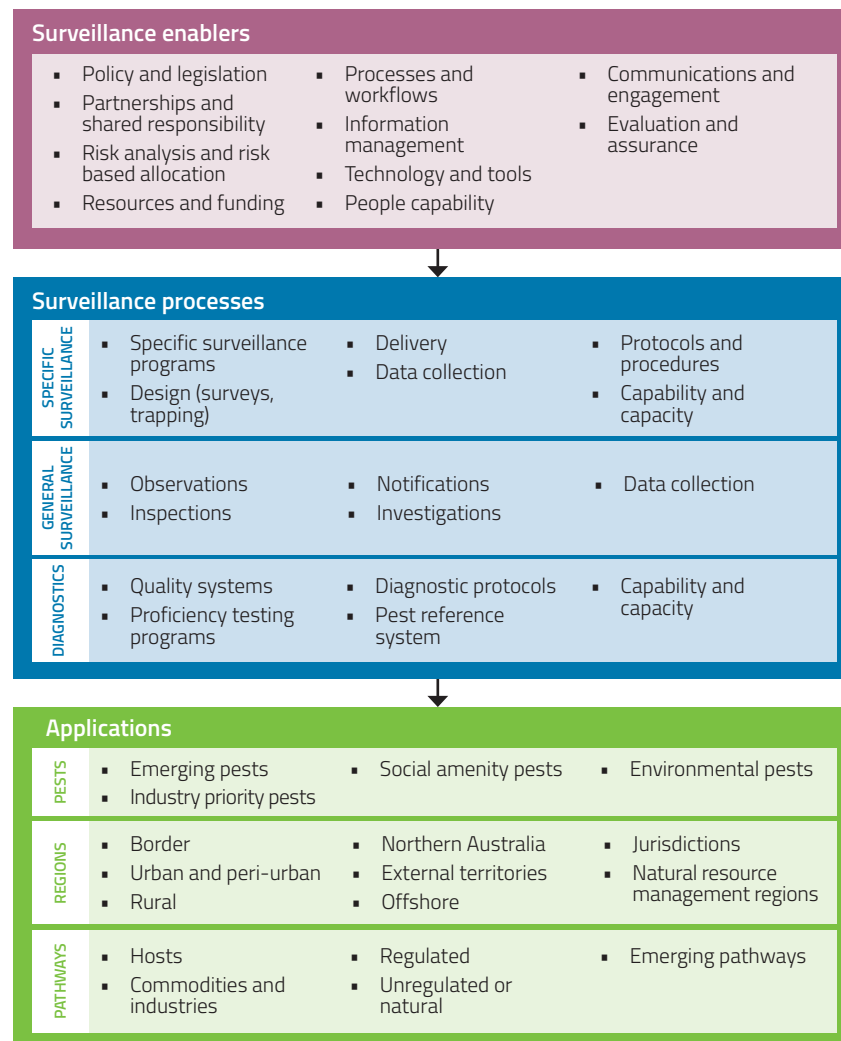 Surveillance enablers
▪ Policy and legislation
▪ Partnerships and
shared responsibility
▪ Risk analysis and risk
based allocation
▪ Resources and funding
▪ Processes and
workflows
▪ Information
management
▪ Technology and tools
▪ People capability
▪ Communications and
engagement
▪ Evaluation and
assurance
Surveillance processes
SPECIFIC
SURVEILLANCE
▪ Specific surveillance
programs
▪ Design (surveys,
trapping)
▪ Delivery
▪ Data collection
▪ Protocols and
procedures
▪ Capability and
capacity
GENERAL
SURVEILLANCE
▪ Observations
▪ Inspections
▪ Notifications
▪ Investigations
▪ Data collection
DIAGNOSTICS
▪ Quality systems
▪ Proficiency testing
programs
▪ Diagnostic protocols
▪ Pest reference
system
▪ Capability and
capacity
Applications
PESTS
▪ Emerging pests
▪ Industry priority pests
▪ Social amenity pests
▪ Environmental pests
REGIONS
▪ Border
▪ Urban and peri-urban
▪ Rural
▪ Northern Australia
▪ External territories
▪ Offshore
▪ Jurisdictions
▪ Natural resource
management regions
PATHWAYS
▪ Hosts
▪ Commodities and
industries
▪ Regulated
▪ Unregulated or
natural
▪ Emerging pathways